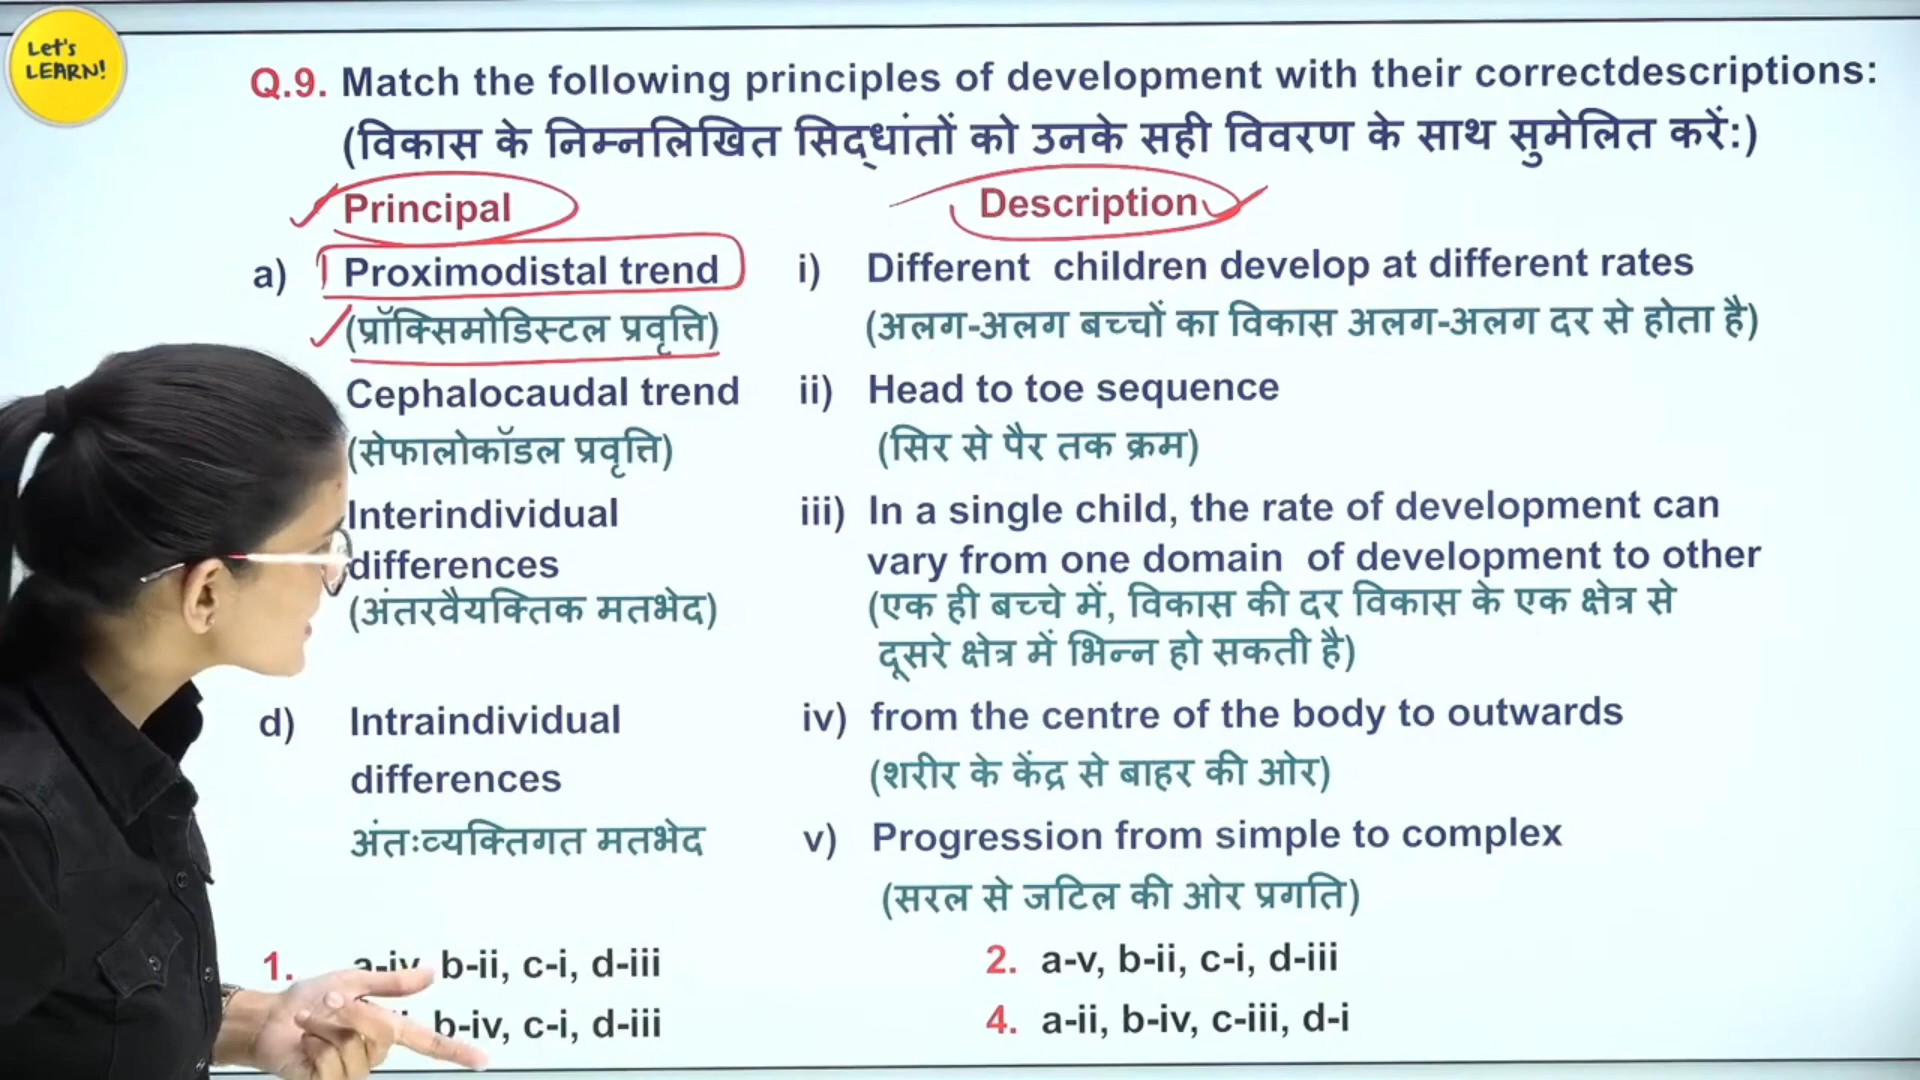 Let's
LEARN!
Q.9. Match the following principles of development with their correctdescriptions:
(विकास के निम्नलिखित सिद्धांतों को उनके सही विवरण के साथ सुमेलित करें:)
Principal
Description
a) Proximodistal trend
(प्रॉक्सिमोडिस्टल प्रवृत्ति)
i) Different children develop at different rates
(अलग-अलग बच्चों का विकास अलग-अलग दर से होता है)
Cephalocaudal trend
(सेफालोकॉडल प्रवृत्ति)
ii) Head to toe sequence
(सिर से पैर तक क्रम)
Interindividual
differences
(अंतरवैयक्तिक मतभेद)
iii) In a single child, the rate of development can
vary from one domain of development to other
(एक ही बच्चे में, विकास की दर विकास के एक क्षेत्र से
दूसरे क्षेत्र में भिन्न हो सकती है)
d) Intraindividual
differences
अंतःव्यक्तिगत मतभेद
iv) from the centre of the body to outwards
(शरीर के केंद्र से बाहर की ओर)
v) Progression from simple to complex
(सरल से जटिल की ओर प्रगति)
1. a-iv, b-ii, c-i, d-iii
2. a-v, b-ii, c-i, d-iii
b-iv, c-i, d-iii
4. a-ii, b-iv, c-iii, d-i